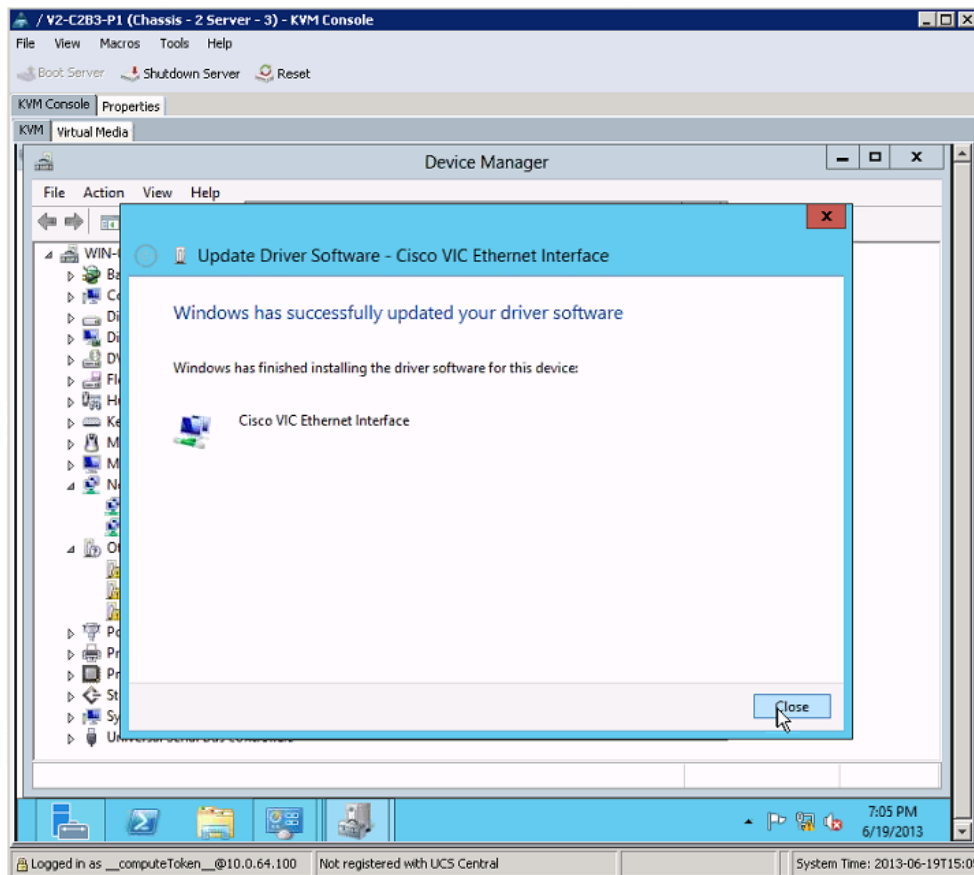 / V2-C2B3-P1 (Chassis - 2 Server - 3) - KVM Console
File View Macros Tools Help
Boot Server Shutdown Server Reset
KVM Console Properties
KVM Virtual Media
Device Manager
File Action View Help
Update Driver Software - Cisco VIC Ethernet Interface
Windows has successfully updated your driver software
Windows has finished installing the driver software for this device:
Cisco VIC Ethernet Interface
Close
7:05 PM
6/19/2013
Logged in as __computeToken__@10.0.64.100 Not registered with UCS Central System Time: 2013-06-19T15:05